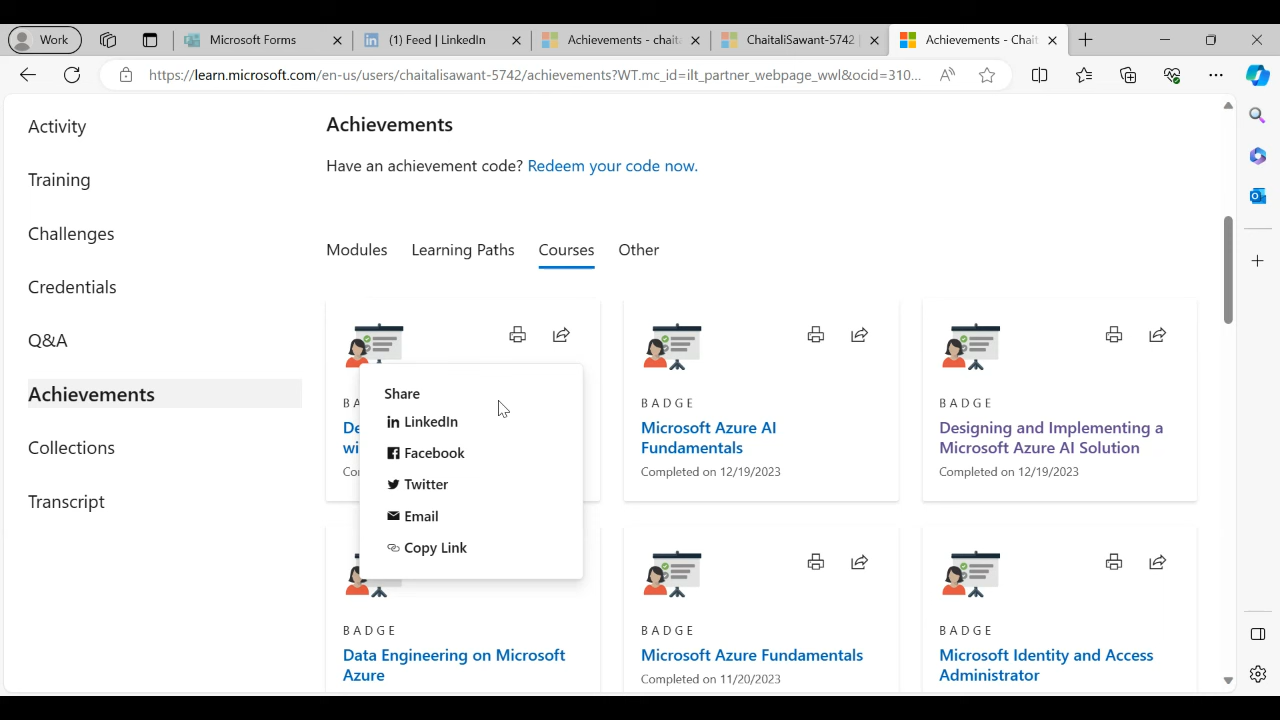 Work
Microsoft Forms
(1) Feed | LinkedIn
Achievements - chait
ChaitaliSawant-5742
Achievements - Chait
https://learn.microsoft.com/en-us/users/chaitalisawant-5742/achievements?WT.mc_id=ilt_partner_webpage_wwl&ocid=310...
Activity
Training
Challenges
Credentials
Q&A
Achievements
Collections
Transcript
Achievements
Have an achievement code? Redeem your code now.
Modules Learning Paths Courses Other
BA
De
wi
Co
Share
LinkedIn
Facebook
Twitter
Email
Copy Link
BADGE
Microsoft Azure AI
Fundamentals
Completed on 12/19/2023
BADGE
Designing and Implementing a
Microsoft Azure AI Solution
Completed on 12/19/2023
BADGE
Data Engineering on Microsoft
Azure
BADGE
Microsoft Azure Fundamentals
Completed on 11/20/2023
BADGE
Microsoft Identity and Access
Administrator